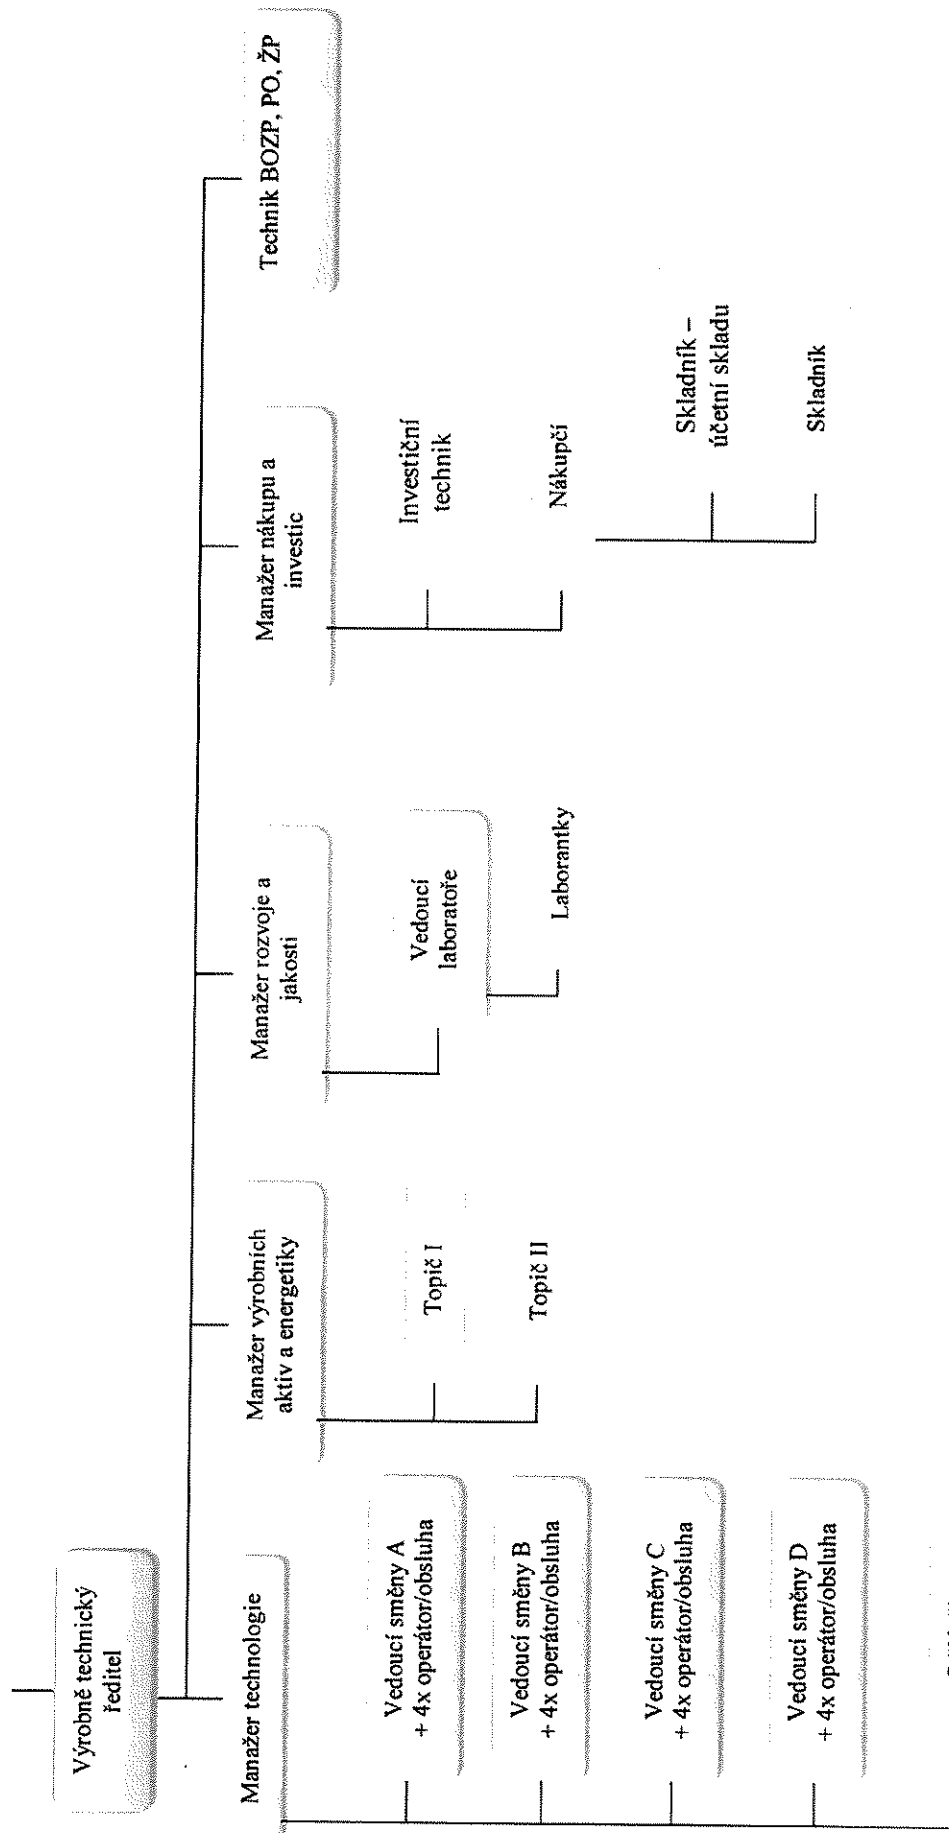 Výrobně technický
ředitel
Manažer technologie
Vedoucí směny A
+ 4x operátor/obsluha
Vedoucí směny B
+ 4x operátor/obsluha
Vedoucí směny C
+ 4x operátor/obsluha
Vedoucí směny D
+ 4x operátor/obsluha
Manažer výrobních
aktiv a energetiky
Topič I
Topič II
Manažer rozvoje a
jakosti
Vedoucí
laboratoře
Laborantky
Manažer nákupu a
investic
Investiční
technik
Nákupčí
Skladník –
účetní skladu
Skladník
Technik BOZP, PO, ŽP